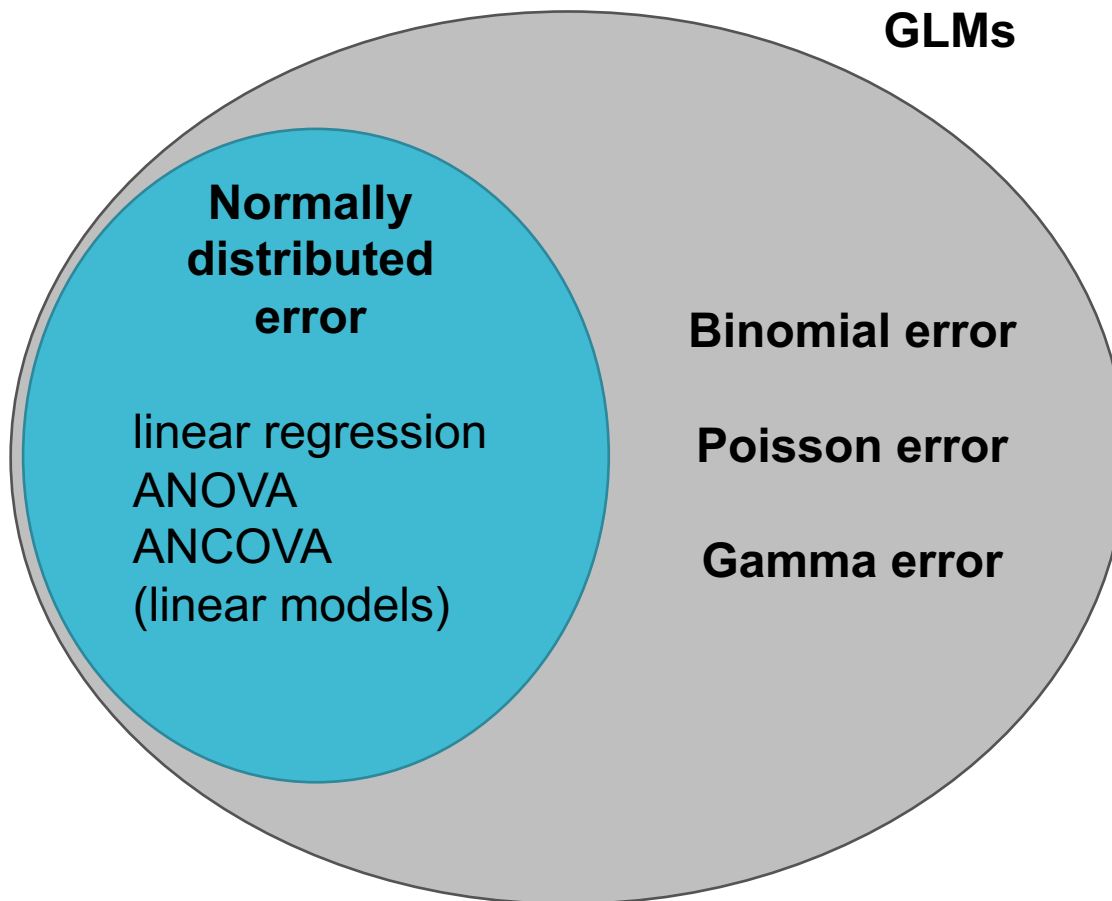 GLMs
Normally
distributed
error
linear regression
ANOVA
ANCOVA
(linear models)
Binomial error
Poisson error
Gamma error